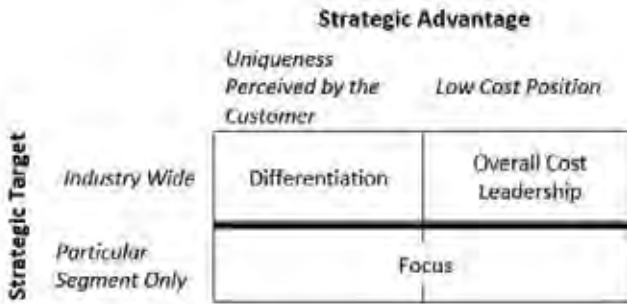 Strategic Advantage
Uniqueness
Perceived by the
Customer
Low Cost Position
Strategic Target
Industry Wide
Differentiation
Overall Cost
Leadership
Particular
Segment Only
Focus